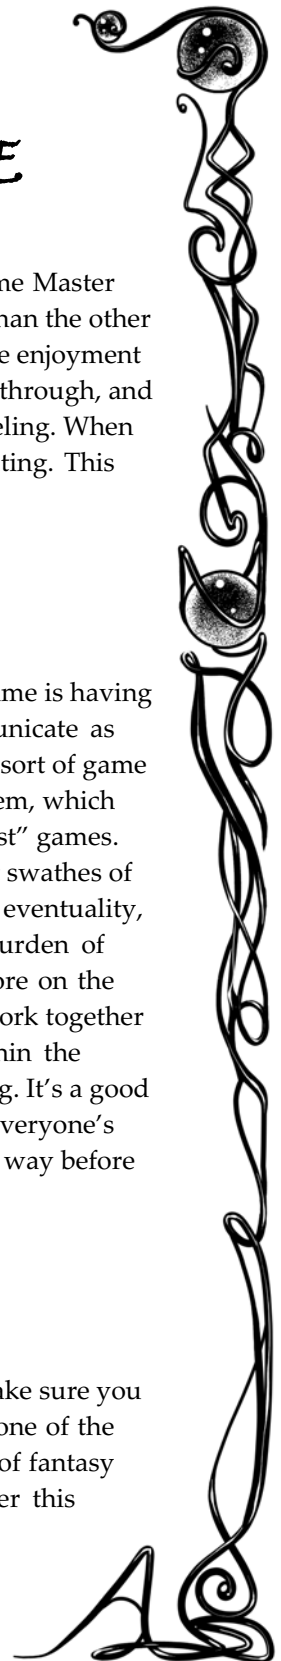 E
me Master
han the other
e enjoyment
through, and
eling. When
ting. This
ame is having
unicate as
sort of game
em, which
st” games.
swathes of
eventuality,
urden of
ore on the
ork together
hin the
g. It’s a good
veryone’s
way before
ake sure you
one of the
of fantasy
er this